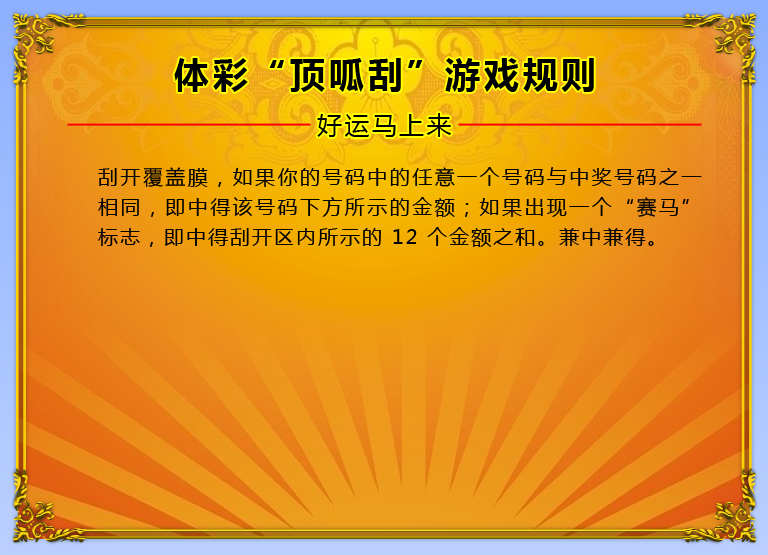 体彩“顶呱刮”游戏规则
好运马上来
刮开覆盖膜，如果你的号码中的任意一个号码与中奖号码之一
相同，即中得该号码下方所示的金额；如果出现一个“赛马”
标志，即中得刮开区内所示的 12 个金额之和。兼中兼得。